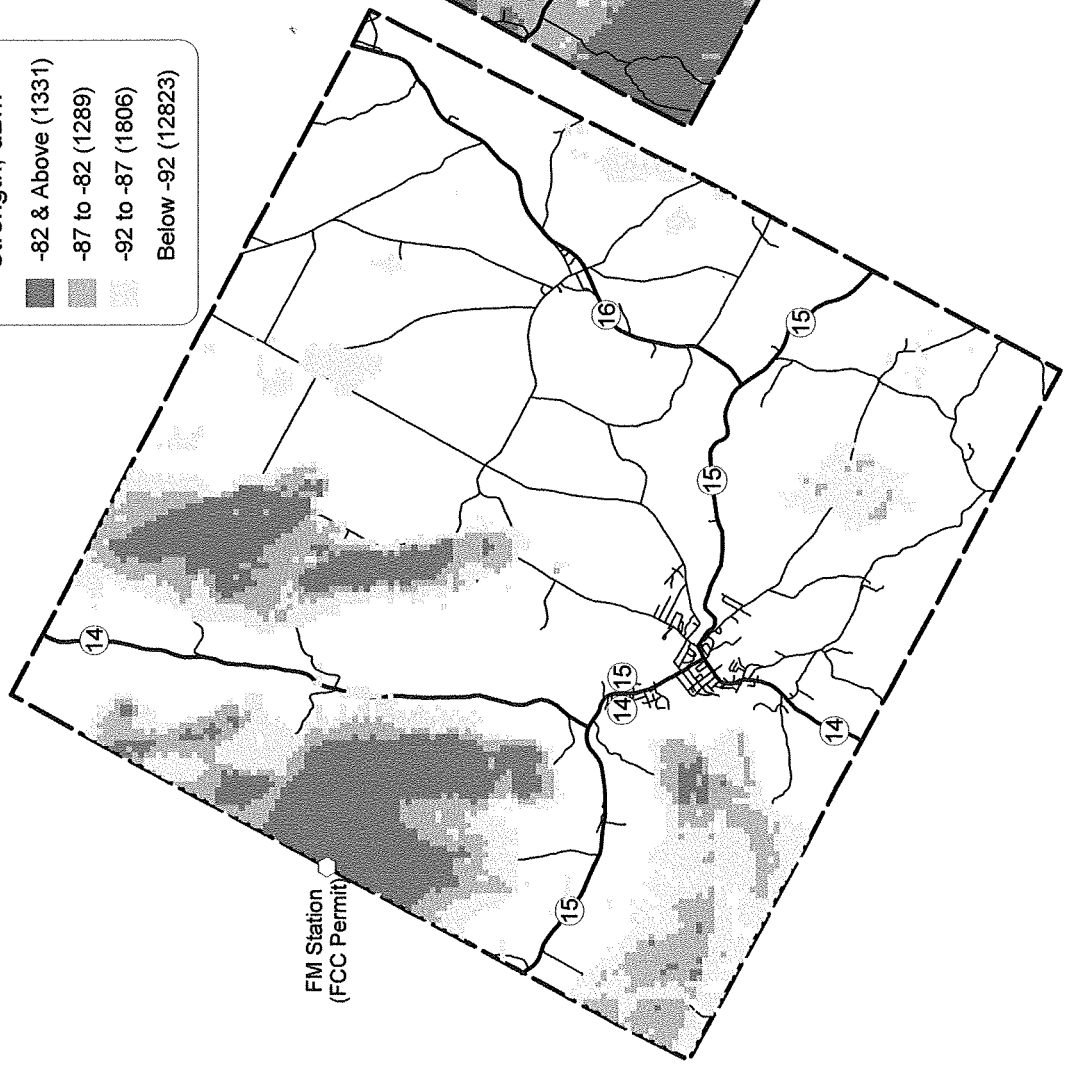 -82 & Above (1331)
-87 to -82 (1289)
-92 to -87 (1806)
Below -92 (12823)
FM Station
(FCC Permit)
14
16
15
15
14
15
14
15